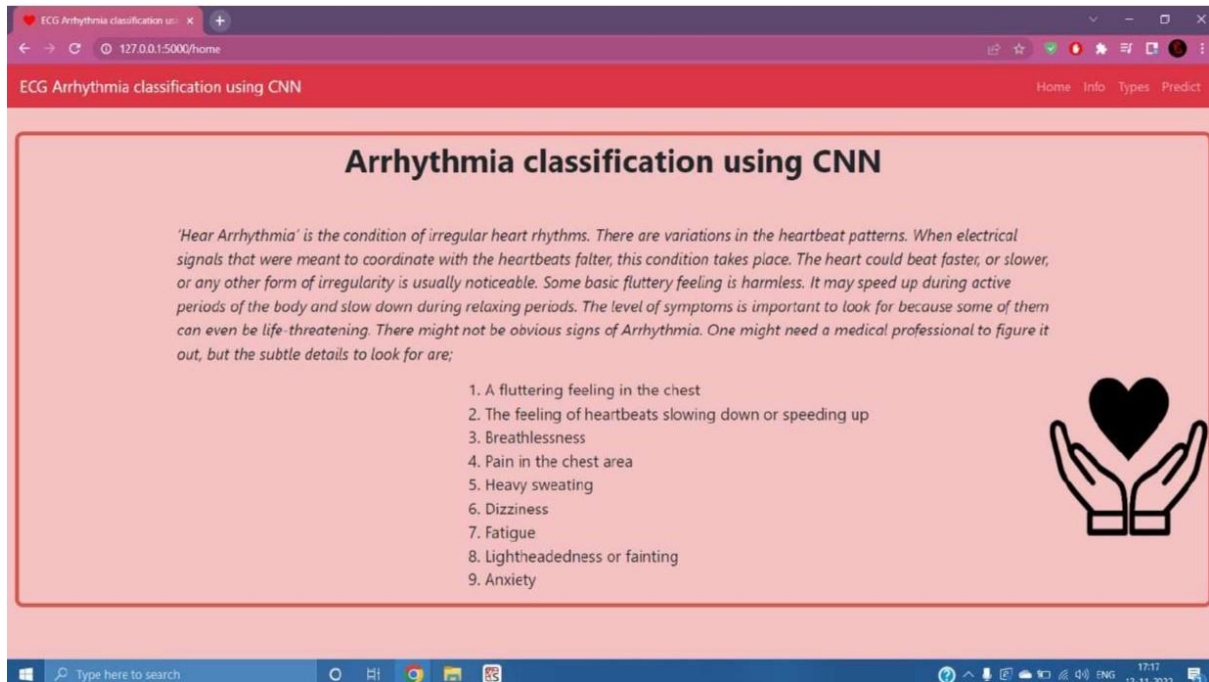 ECG Arrhythmia classification usi
127.0.0.1:5000/home
ECG Arrhythmia classification using CNN
Home Info Types Predict
Arrhythmia classification using CNN
'Hear Arrhythmia' is the condition of irregular heart rhythms. There are variations in the heartbeat patterns. When electrical
signals that were meant to coordinate with the heartbeats falter, this condition takes place. The heart could beat faster, or slower,
or any other form of irregularity is usually noticeable. Some basic fluttery feeling is harmless. It may speed up during active
periods of the body and slow down during relaxing periods. The level of symptoms is important to look for because some of them
can even be life-threatening. There might not be obvious signs of Arrhythmia. One might need a medical professional to figure it
out, but the subtle details to look for are;
1. A fluttering feeling in the chest
2. The feeling of heartbeats slowing down or speeding up
3. Breathlessness
4. Pain in the chest area
5. Heavy sweating
6. Dizziness
7. Fatigue
8. Lightheadedness or fainting
9. Anxiety
Type here to search
ENG
17:17